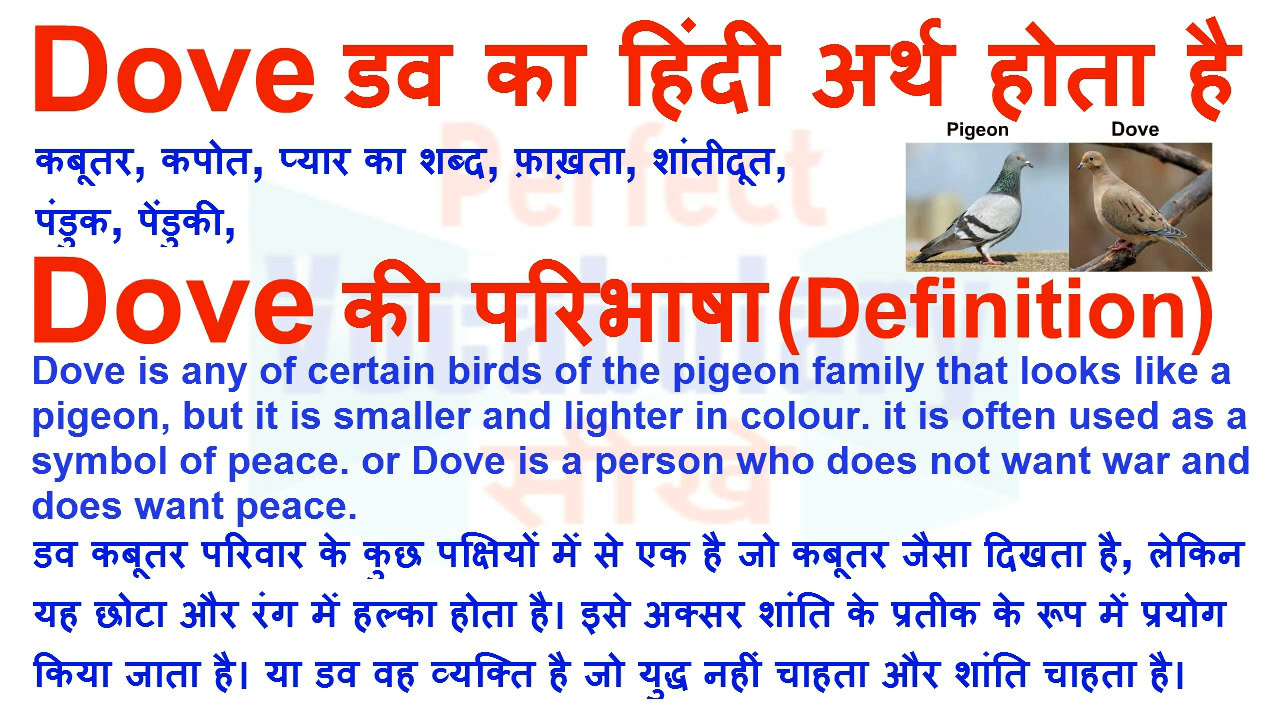 Dove डव का हिंदी अर्थ होता है
Pigeon Dove
कबूतर, कपोत, प्यार का शब्द, फ़ाख़ता, शांतीदूत,
पंडुक, पेंडुकी,
Dove की परिभाषा (Definition)
Dove is any of certain birds of the pigeon family that looks like a
pigeon, but it is smaller and lighter in colour. it is often used as a
symbol of peace. or Dove is a person who does not want war and
does want peace.
डव कबूतर परिवार के कुछ पक्षियों में से एक है जो कबूतर जैसा दिखता है, लेकिन
यह छोटा और रंग में हल्का होता है। इसे अक्सर शांति के प्रतीक के रूप में प्रयोग
किया जाता है। या डव वह व्यक्ति है जो युद्ध नहीं चाहता और शांति चाहता है।
Perfect
Vocabulary
सीखें